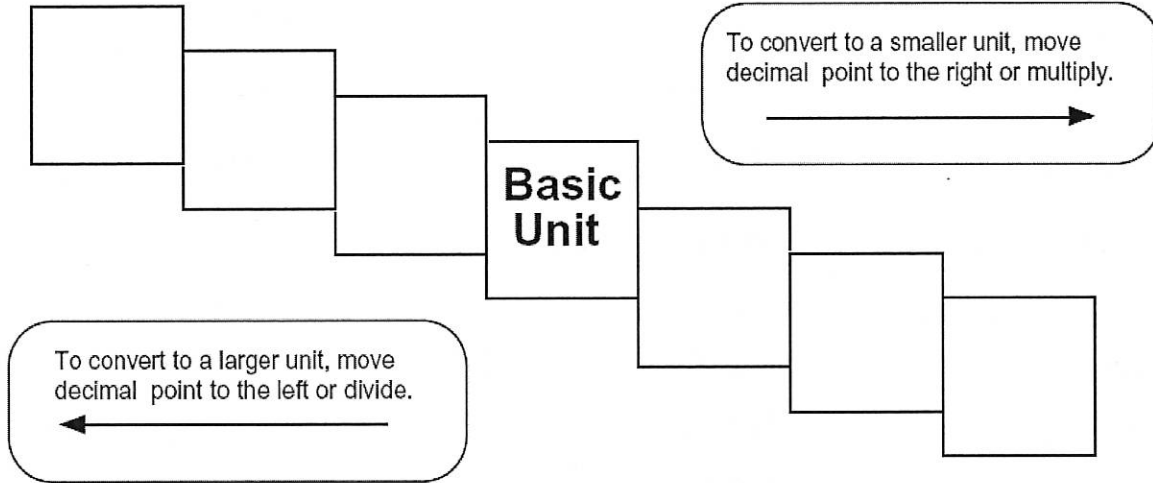 To convert to a smaller unit, move
decimal point to the right or multiply.
Basic
Unit
To convert to a larger unit, move
decimal point to the left or divide.